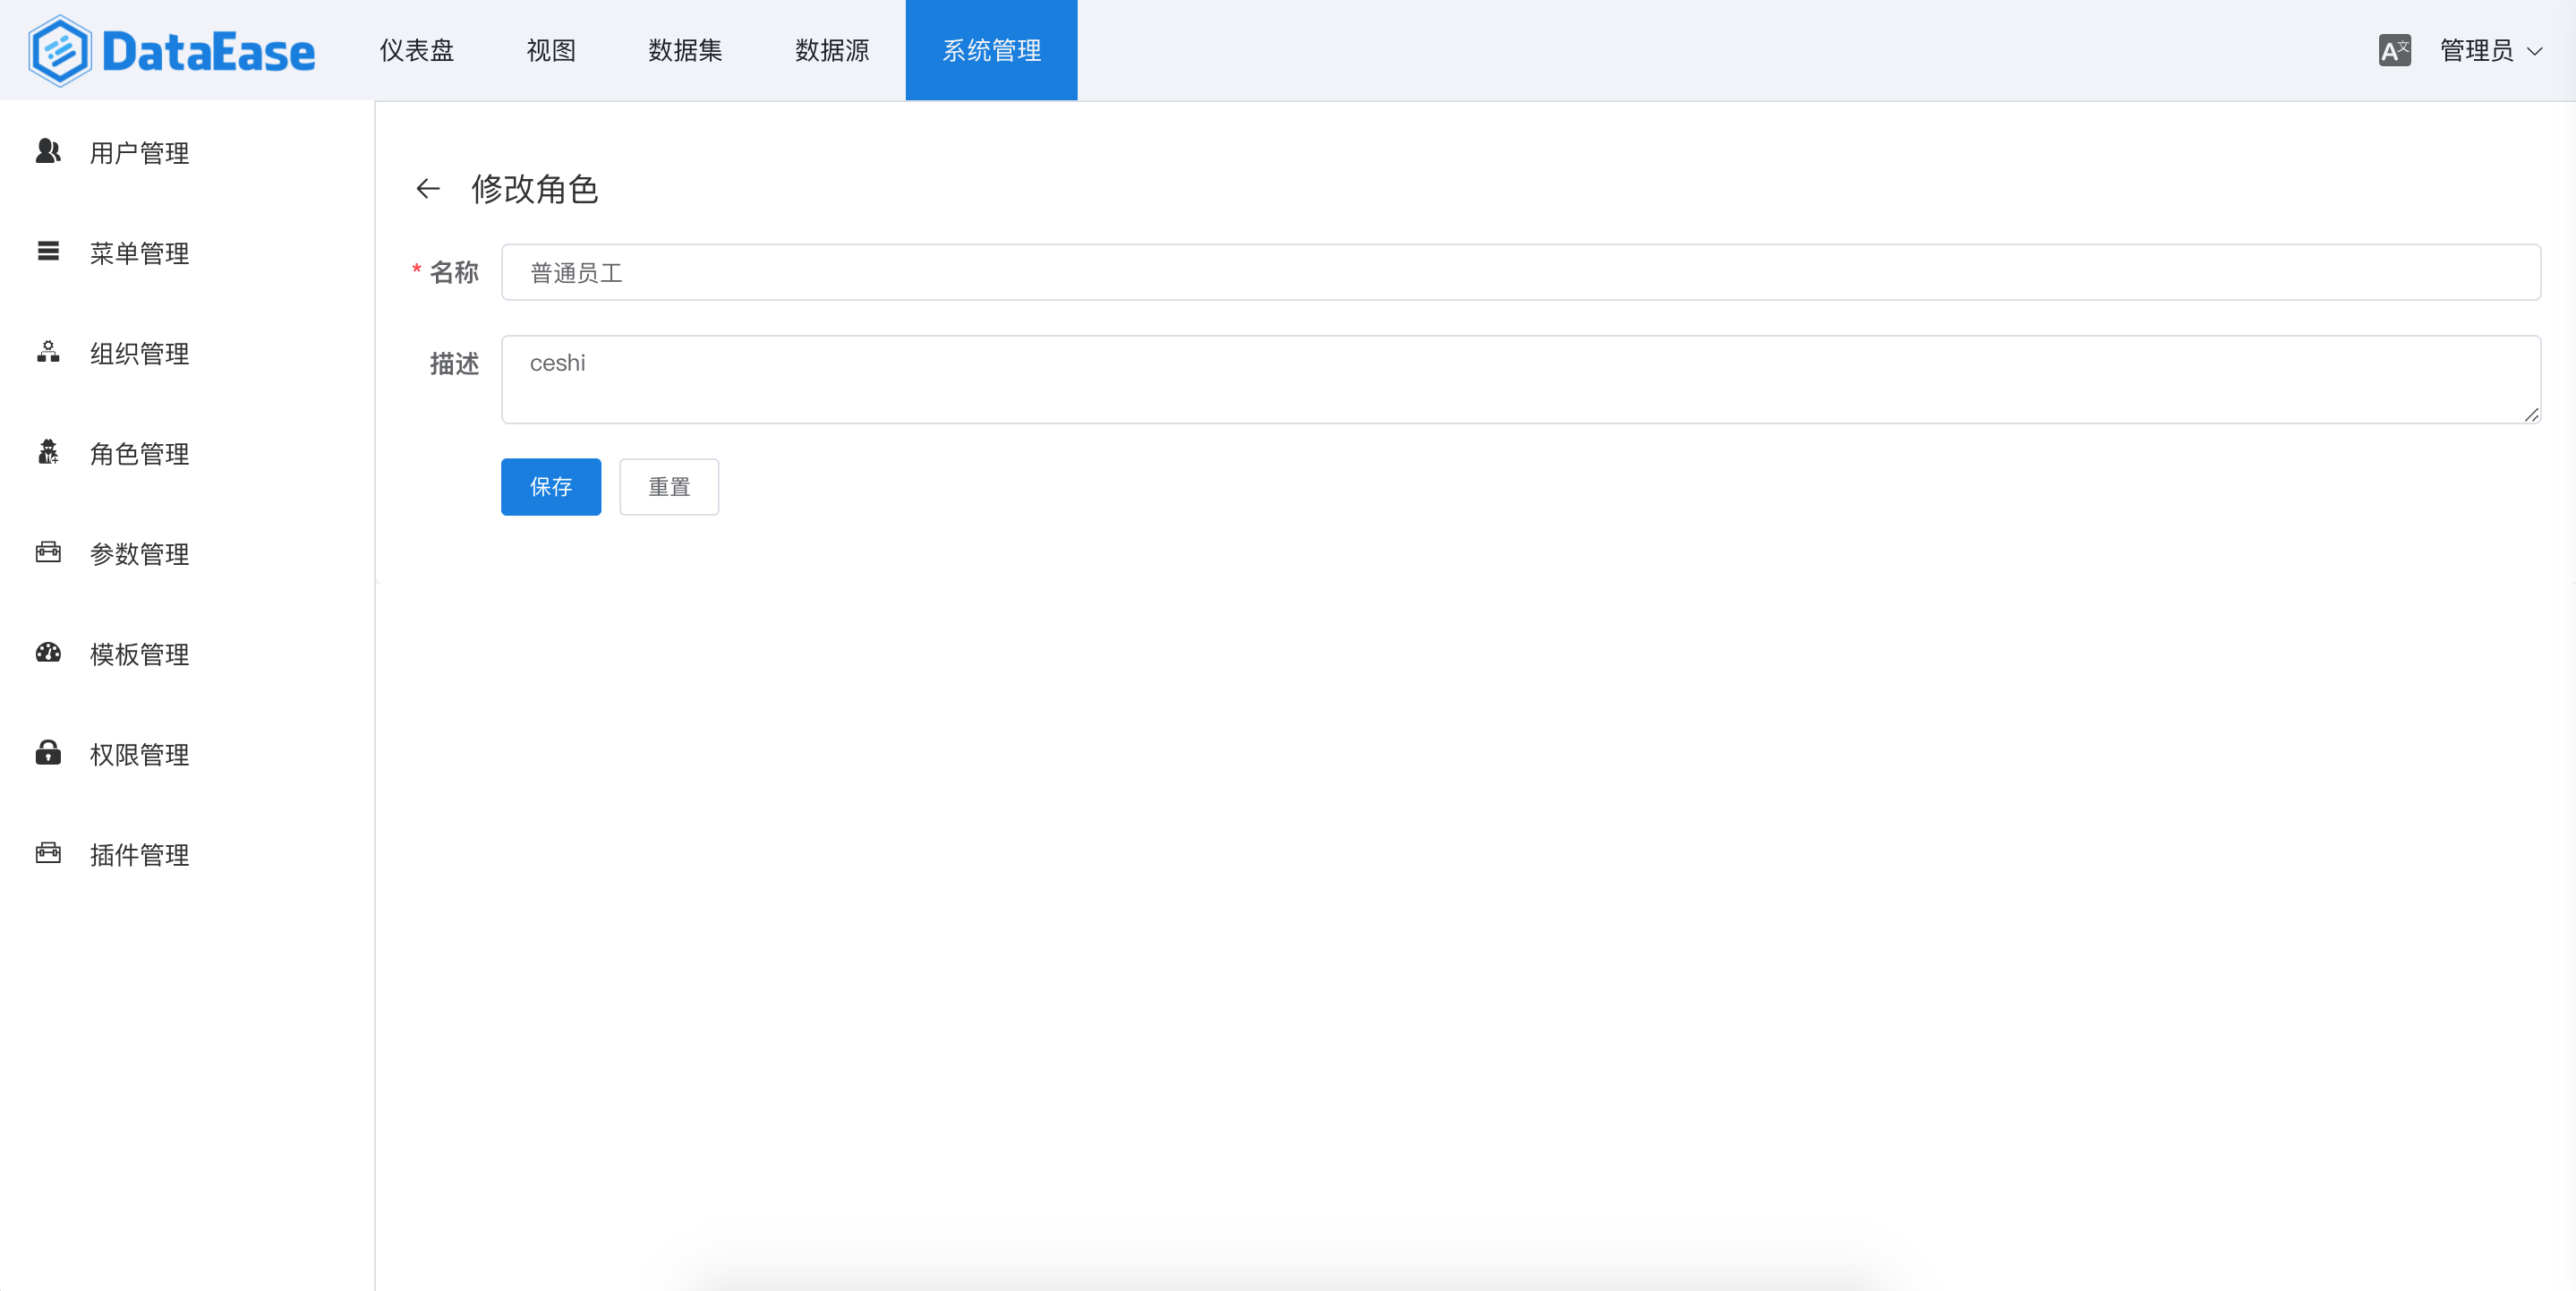 DataEase 仪表盘 视图 数据集 数据源 系统管理 A文 管理员
用户管理
菜单管理
组织管理
角色管理
参数管理
模板管理
权限管理
插件管理
修改角色
* 名称 普通员工
描述 ceshi
保存 重置